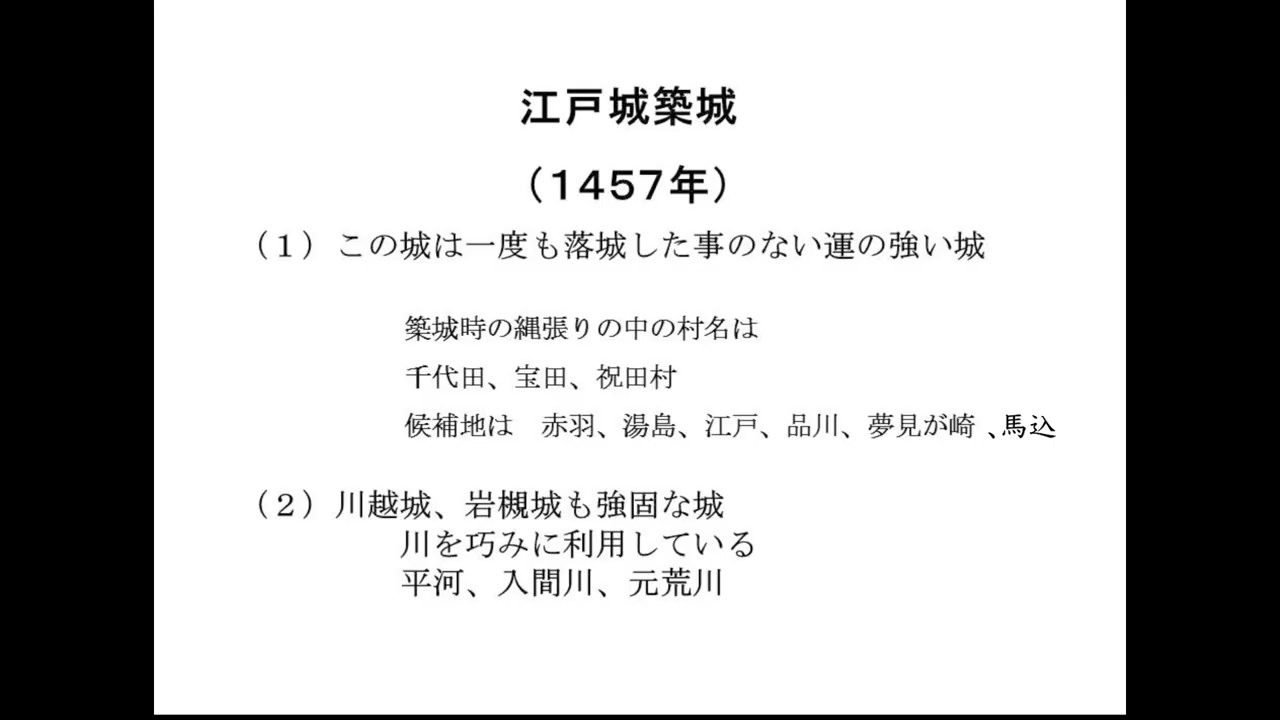 江戸城築城
（１４５７年）
（１）この城は一度も落城した事のない運の強い城
築城時の縄張りの中の村名は
千代田、宝田、祝田村
候補地は　赤羽、湯島、江戸、品川、夢見が崎 、馬込
（２）川越城、岩槻城も強固な城
川を巧みに利用している
平河、入間川、元荒川